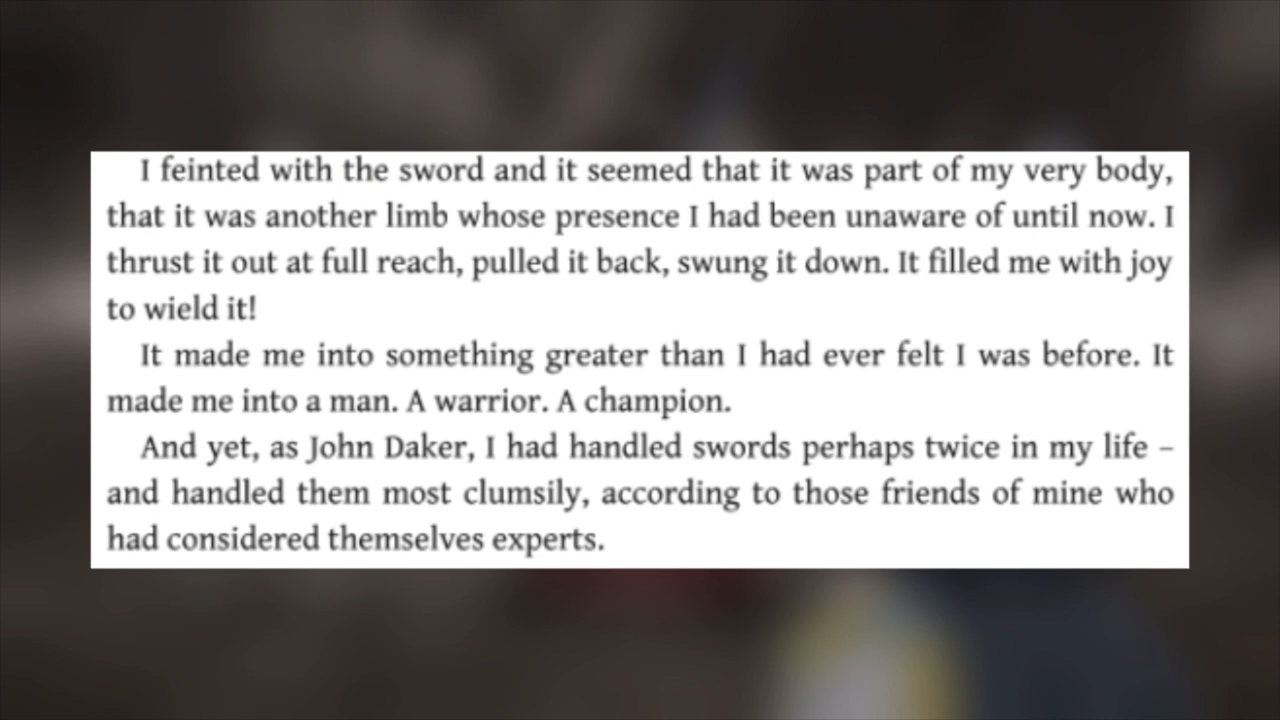 I feinted with the sword and it seemed that it was part of my very body,
that it was another limb whose presence I had been unaware of until now. I
thrust it out at full reach, pulled it back, swung it down. It filled me with joy
to wield it!
It made me into something greater than I had ever felt I was before. It
made me into a man. A warrior. A champion.
And yet, as John Daker, I had handled swords perhaps twice in my life –
and handled them most clumsily, according to those friends of mine who
had considered themselves experts.